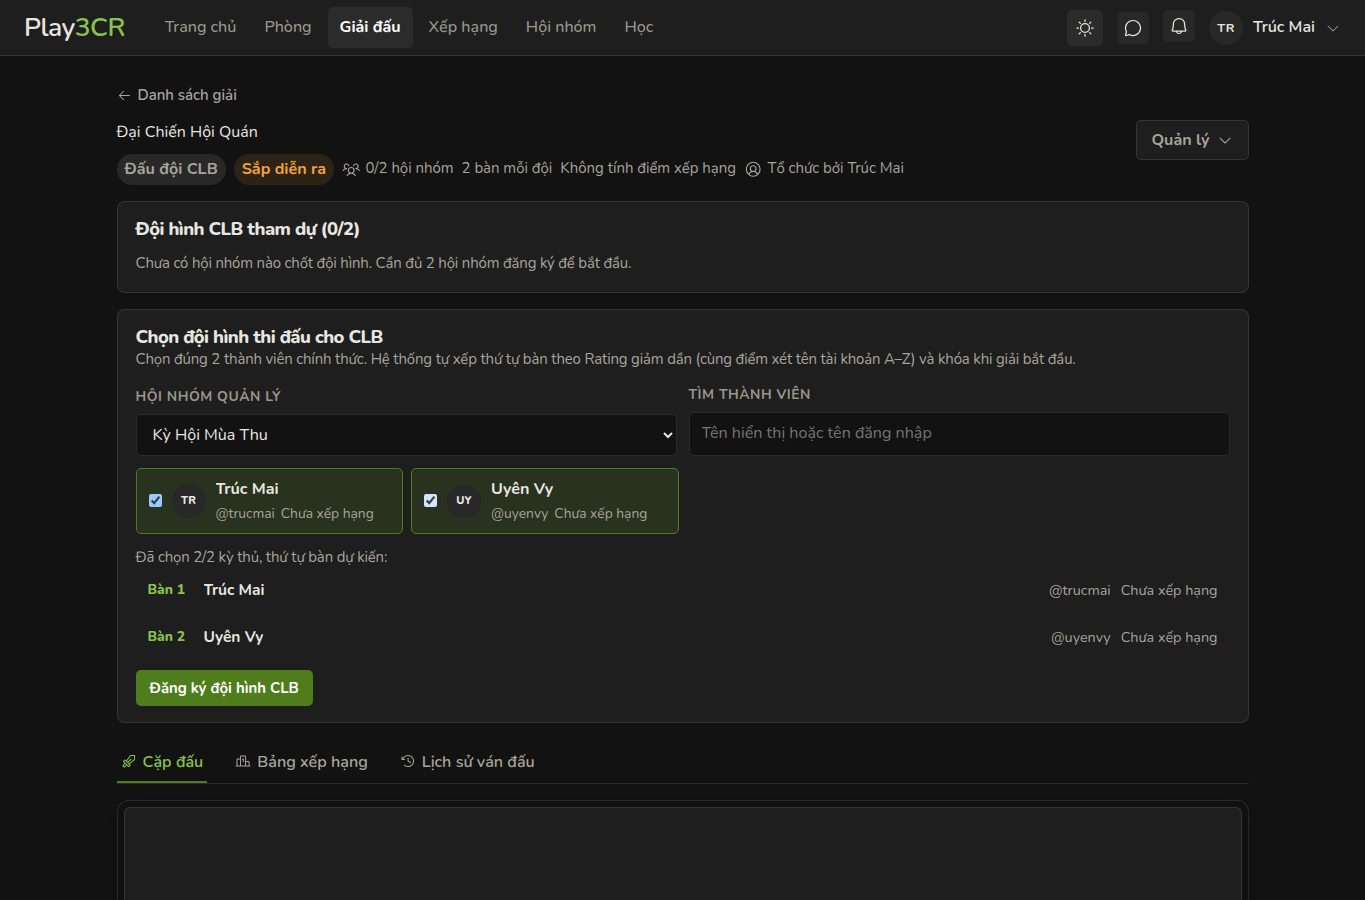 Play3CR Trang chủ Phòng Giải đấu Xếp hạng Hội nhóm Học TR Trúc Mai
← Danh sách giải
Đại Chiến Hội Quán
Quản lý
Đấu đội CLB Sắp diễn ra 0/2 hội nhóm 2 bàn mỗi đội Không tính điểm xếp hạng Tổ chức bởi Trúc Mai
Đội hình CLB tham dự (0/2)
Chưa có hội nhóm nào chốt đội hình. Cần đủ 2 hội nhóm đăng ký để bắt đầu.
Chọn đội hình thi đấu cho CLB
Chọn đúng 2 thành viên chính thức. Hệ thống tự xếp thứ tự bàn theo Rating giảm dần (cùng điểm xét tên tài khoản A–Z) và khóa khi giải bắt đầu.
HỘI NHÓM QUẢN LÝ
TÌM THÀNH VIÊN
Kỳ Hội Mùa Thu
Tên hiển thị hoặc tên đăng nhập
TR Trúc Mai
@trucmai Chưa xếp hạng
UY Uyên Vy
@uyenvy Chưa xếp hạng
Đã chọn 2/2 kỳ thủ, thứ tự bàn dự kiến:
Bàn 1 Trúc Mai @trucmai Chưa xếp hạng
Bàn 2 Uyên Vy @uyenvy Chưa xếp hạng
Đăng ký đội hình CLB
Cặp đấu Bảng xếp hạng Lịch sử ván đấu